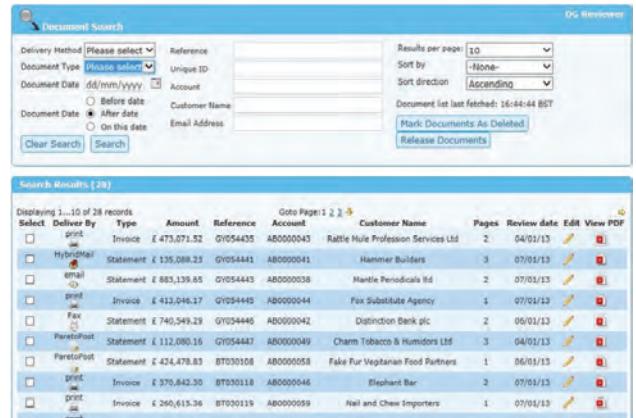 DG Reviewer
Document Search
Delivery Method Please select
Document Type Please select
Document Date dd/mm/yyyy
Before date
Document Date After date
On this date
Clear Search Search
Reference
Unique ID
Account
Customer Name
Email Address
Results per page: 10
Sort by -None-
Sort direction Ascending
Document list last fetched: 16:44:44 BST
Mark Documents As Deleted
Release Documents
Search Results (28)
Displaying 1...10 of 28 records Goto Page:1 2 3
Select Deliver By Type Amount Reference Account Customer Name Pages Review date Edit View PDF
print Invoice £ 473,071.52 GY054435 AB0000043 Rattle Mule Profession Services Ltd 2 04/01/13
HybridMail Statement £ 135,088.23 GY054441 AB0000041 Hammer Builders 3 07/01/13
email Statement £ 883,139.65 GY054443 AB0000038 Mantle Periodicals ltd 2 07/01/13
print Invoice £ 413,046.17 GY054445 AB0000044 Fox Substitute Agency 1 07/01/13
Fax Statement £ 740,549.29 GY054446 AB0000042 Distinction Bank plc 2 06/01/13
ParetoPost Statement £ 112,080.16 GY054447 AB0000049 Charm Tobacco & Humidors Ltd 3 04/01/13
ParetoPost Statement £ 424,478.83 BT030108 AB0000058 Fake Fur Vegitarian Food Partners 1 06/01/13
print Invoice £ 370,842.30 BT030118 AB0000046 Elephant Bar 2 07/01/13
print Invoice £ 260,615.36 BT030119 AB0000059 Nail and Chew Importers 1 07/01/13